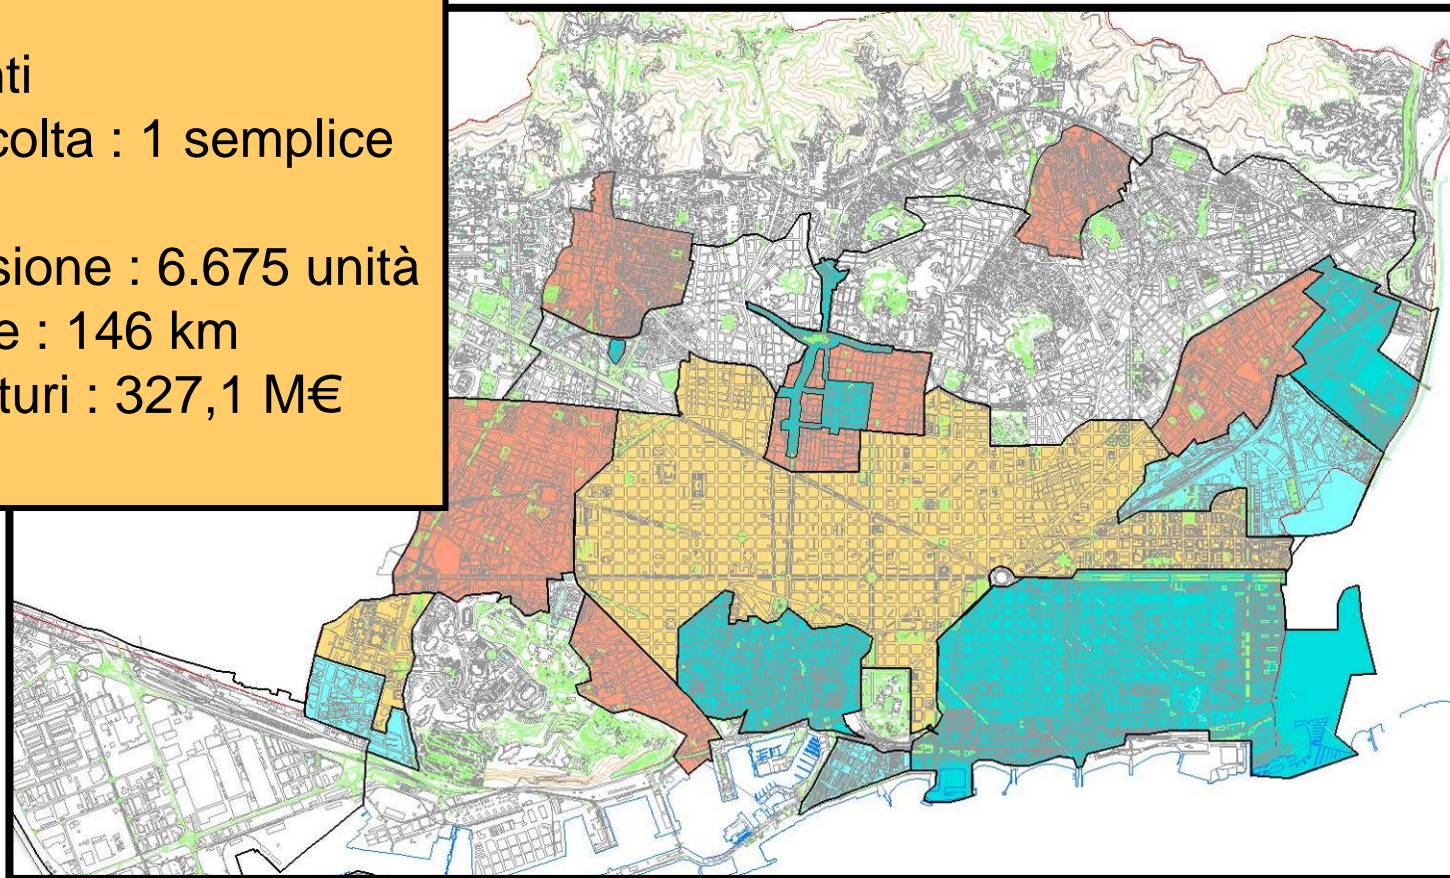 nti
colta : 1 semplice
sione : 6.675 unità
e : 146 km
turi : 327,1 M€